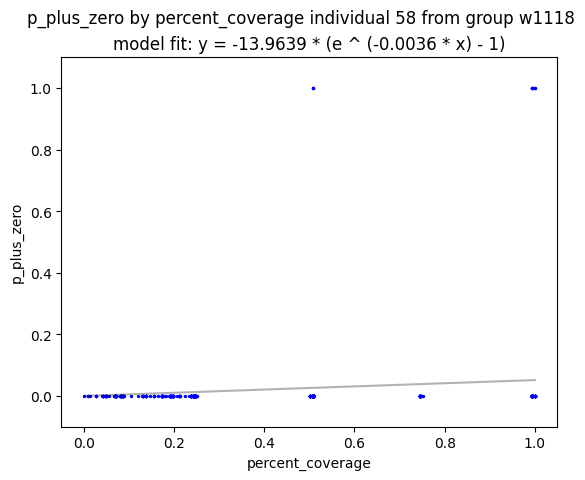 p_plus_zero by percent_coverage individual 58 from group w1118
model fit: y = -13.9639 * (e ^ (-0.0036 * x) - 1)
1.0
0.8
0.6
0.4
0.2
0.0
p_plus_zero
0.0 0.2 0.4 0.6 0.8 1.0
percent_coverage